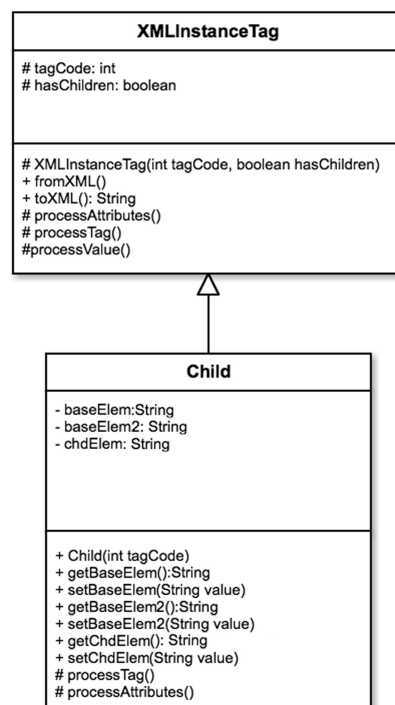 XMLInstanceTag
# tagCode: int
# hasChildren: boolean
# XMLInstanceTag(int tagCode, boolean hasChildren)
+ fromXML()
+ toXML(): String
# processAttributes()
# processTag()
#processValue()
Child
- baseElem:String
- baseElem2: String
- chdElem: String
+ Child(int tagCode)
+ getBaseElem():String
+ setBaseElem(String value)
+ getBaseElem2():String
+ setBaseElem2(String value)
+ getChdElem(): String
+ setChdElem(String value)
# processTag()
# processAttributes()